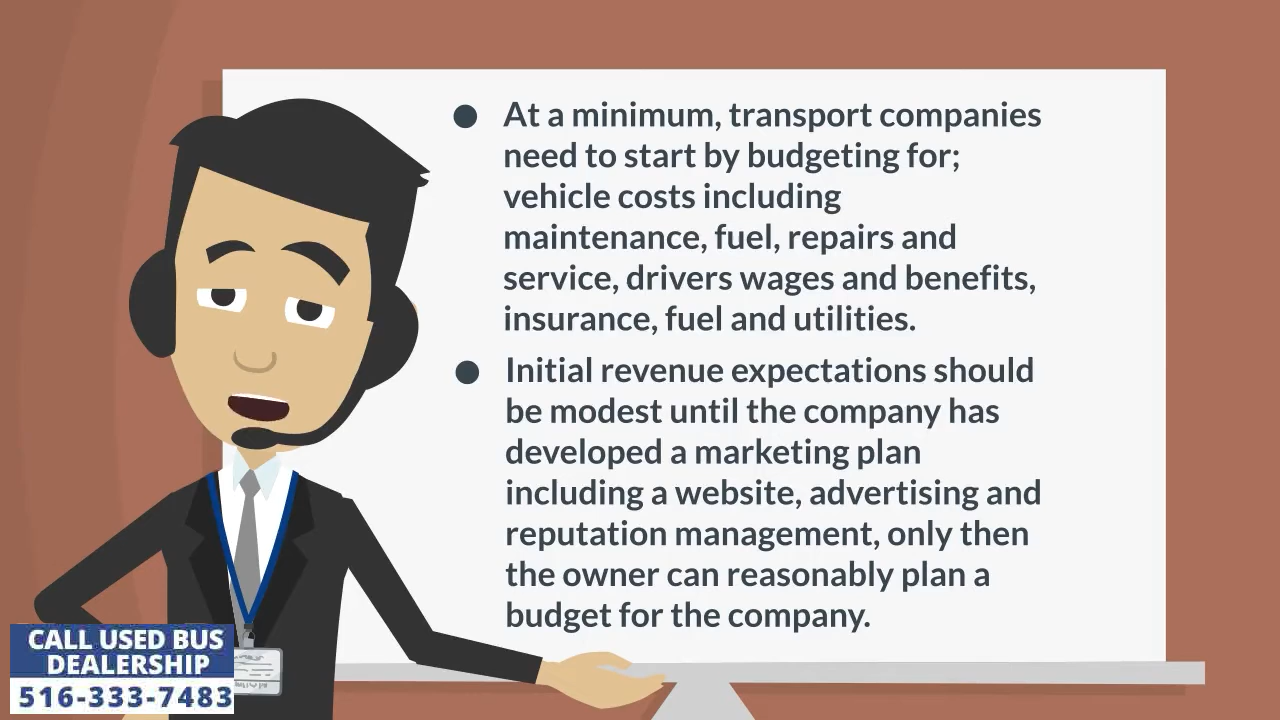 At a minimum, transport companies
need to start by budgeting for;
vehicle costs including
maintenance, fuel, repairs and
service, drivers wages and benefits,
insurance, fuel and utilities.
Initial revenue expectations should
be modest until the company has
developed a marketing plan
including a website, advertising and
reputation management, only then
the owner can reasonably plan a
budget for the company.
CALL USED BUS
DEALERSHIP
516-333-7483